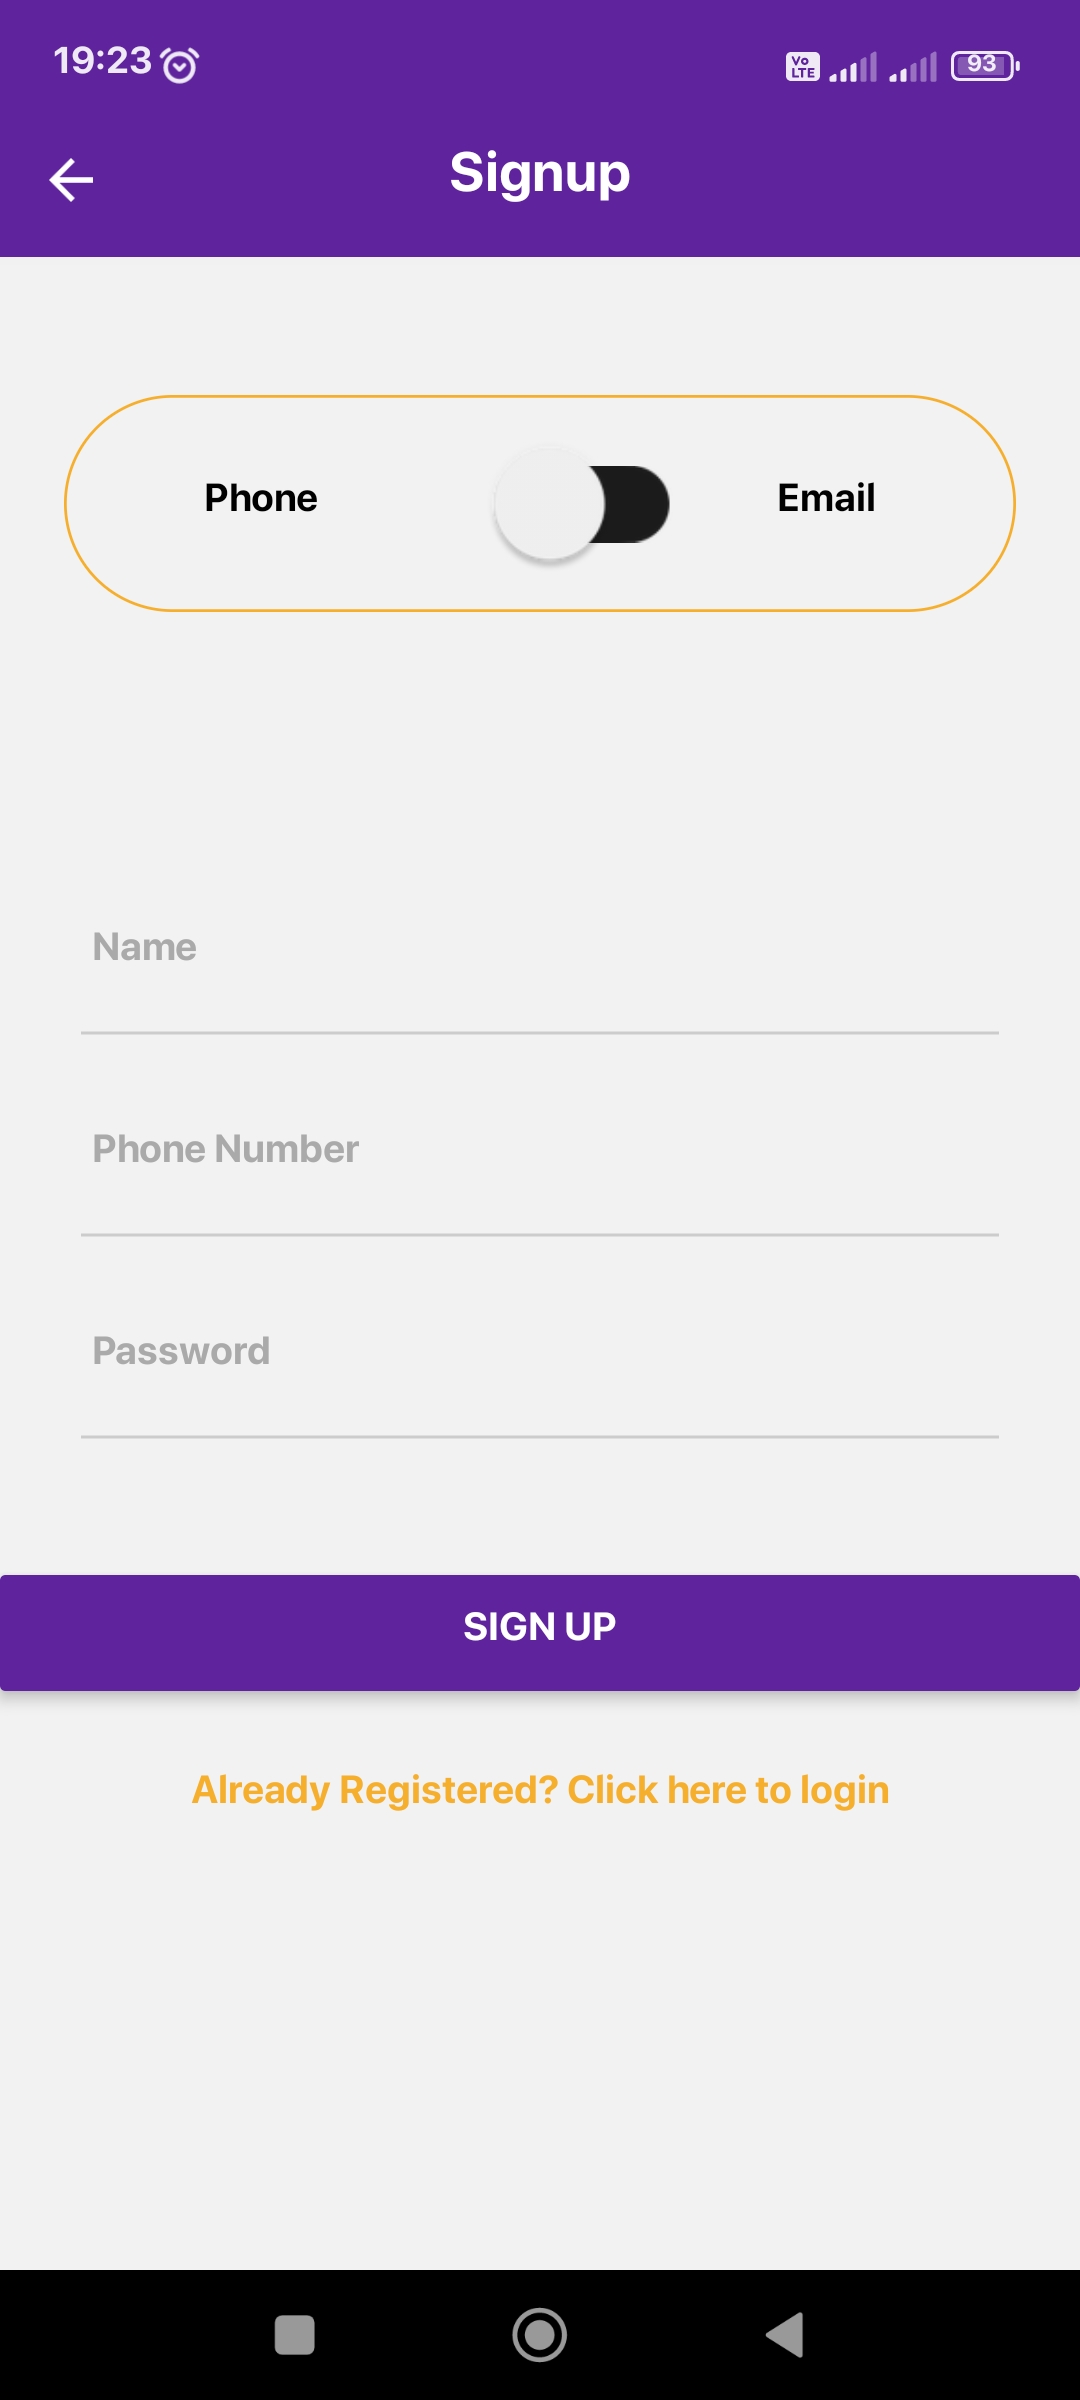 19:23 Vo LTE 93
Signup
Phone Email
Name
Phone Number
Password
SIGN UP
Already Registered? Click here to login